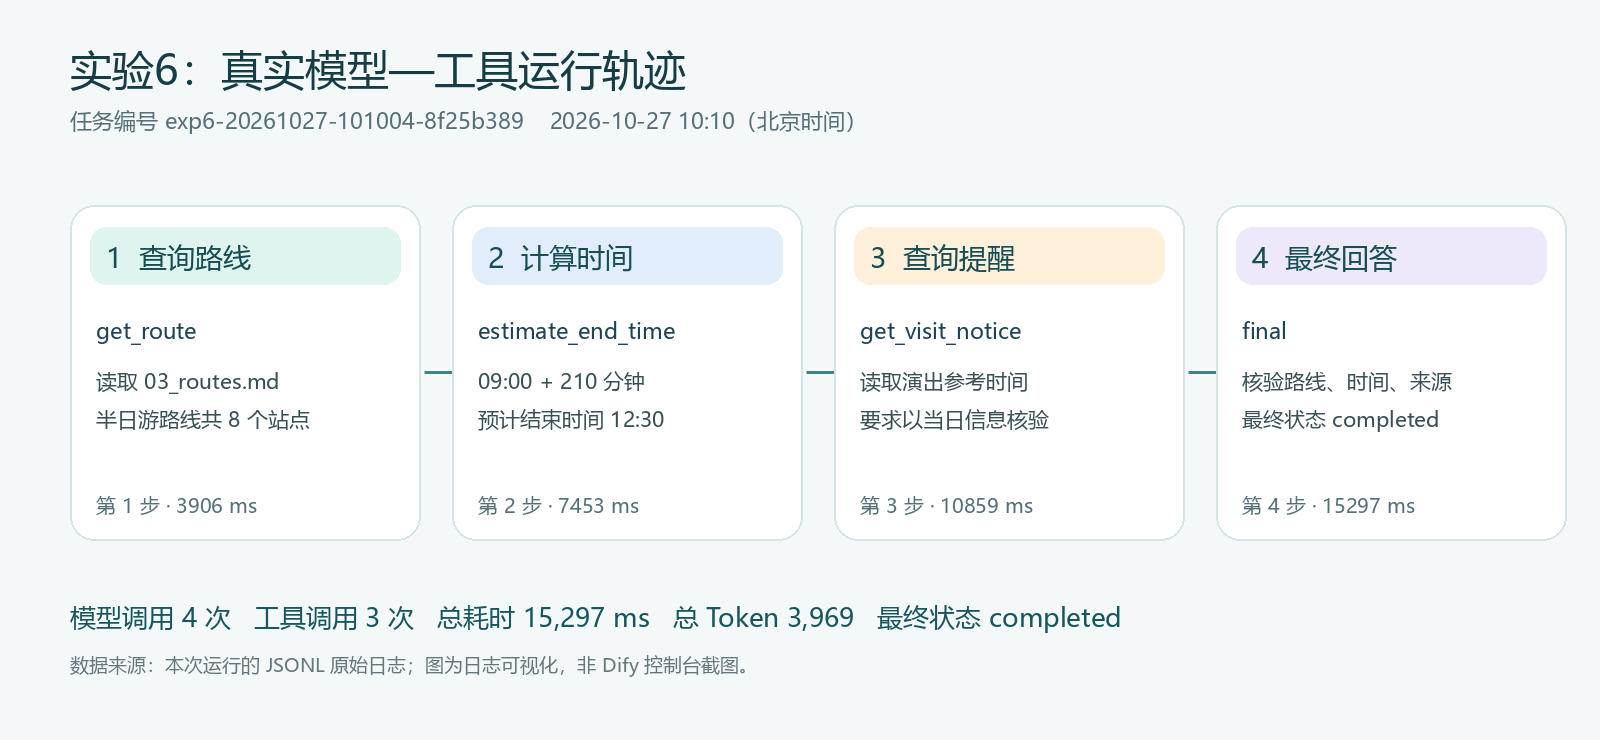 实验6：真实模型—工具运行轨迹
任务编号 exp6-20261027-101004-8f25b389 2026-10-27 10:10（北京时间）
1 查询路线
get_route
读取 03_routes.md
半日游路线共 8 个站点
第 1 步 · 3906 ms
2 计算时间
estimate_end_time
09:00 + 210 分钟
预计结束时间 12:30
第 2 步 · 7453 ms
3 查询提醒
get_visit_notice
读取演出参考时间
要求以当日信息核验
第 3 步 · 10859 ms
4 最终回答
final
核验路线、时间、来源
最终状态 completed
第 4 步 · 15297 ms
模型调用 4 次 工具调用 3 次 总耗时 15,297 ms 总 Token 3,969 最终状态 completed
数据来源：本次运行的 JSONL 原始日志；图为日志可视化，非 Dify 控制台截图。